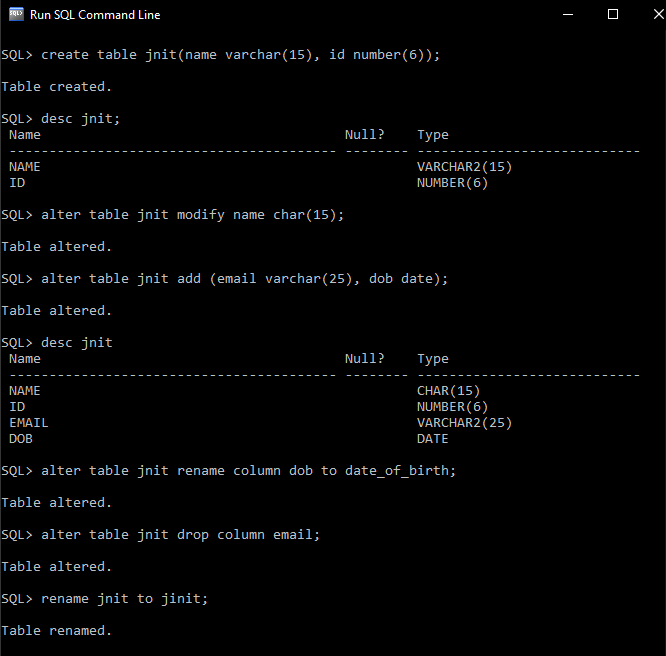 Run SQL Command Line
SQL> create table jnit(name varchar(15), id number(6));
Table created.
SQL> desc jnit;
Name Null? Type
----------------------------------------- -------- ----------------------------
NAME VARCHAR2(15)
ID NUMBER(6)
SQL> alter table jnit modify name char(15);
Table altered.
SQL> alter table jnit add (email varchar(25), dob date);
Table altered.
SQL> desc jnit
Name Null? Type
----------------------------------------- -------- ----------------------------
NAME CHAR(15)
ID NUMBER(6)
EMAIL VARCHAR2(25)
DOB DATE
SQL> alter table jnit rename column dob to date_of_birth;
Table altered.
SQL> alter table jnit drop column email;
Table altered.
SQL> rename jnit to jinit;
Table renamed.